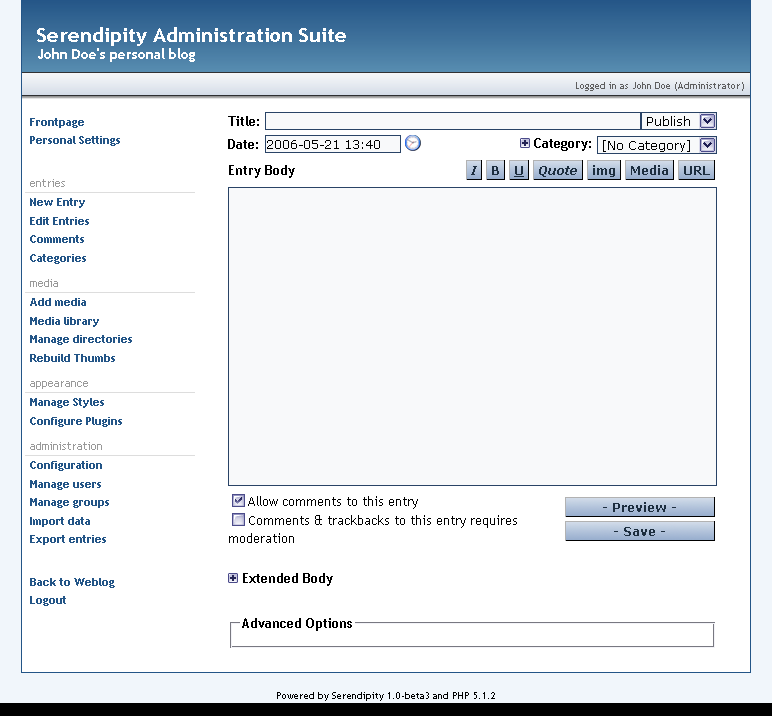 Serendipity Administration Suite
John Doe's personal blog
Logged in as John Doe (Administrator)
Frontpage
Personal Settings
entries
New Entry
Edit Entries
Comments
Categories
media
Add media
Media library
Manage directories
Rebuild Thumbs
appearance
Manage Styles
Configure Plugins
administration
Configuration
Manage users
Manage groups
Import data
Export entries
Back to Weblog
Logout
Title: Publish
Date: 2006-05-21 13:40 Category: [No Category]
Entry Body I B U Quote img Media URL
Allow comments to this entry
Comments & trackbacks to this entry requires
moderation
- Preview -
- Save -
Extended Body
Advanced Options
Powered by Serendipity 1.0-beta3 and PHP 5.1.2